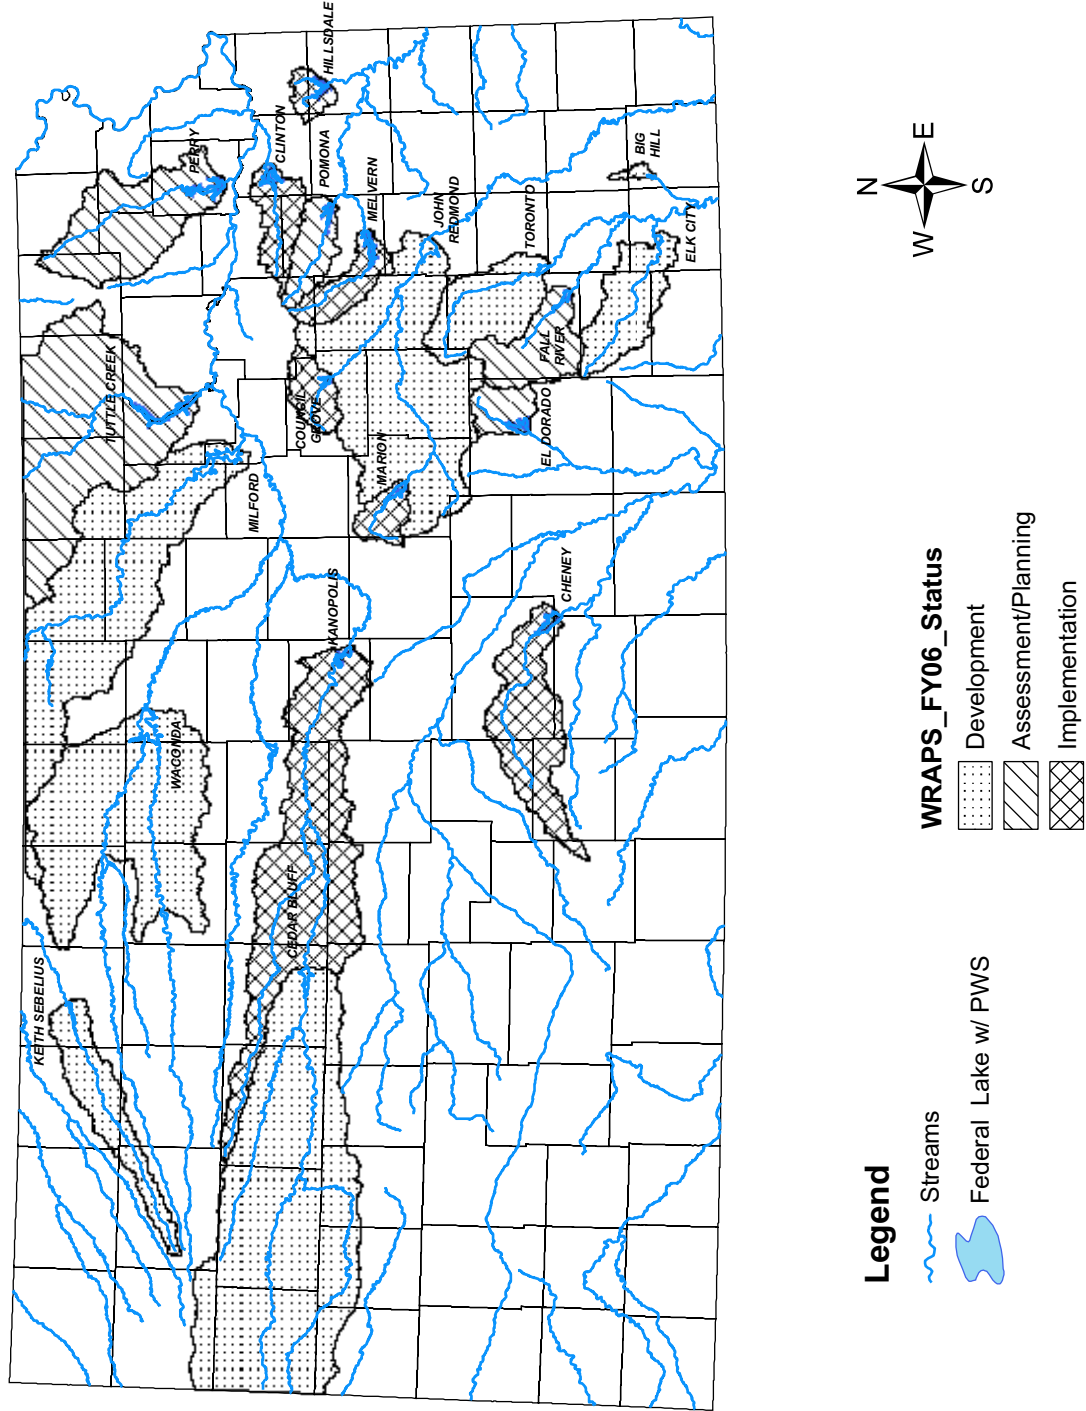 KEITH SEBELIUS
WACONDA
TUTTLE CREEK
PERRY
MILFORD
CLINTON
HILLSDALE
POMONA
MELVERN
COUNCIL
GROVE
KANOPOLIS
CEDAR BLUFF
MARION
JOHN
REDMOND
TORONTO
FALL
RIVER
EL DORADO
CHENEY
BIG
HILL
ELK CITY
N
W
E
S
Legend
Streams
Federal Lake w/ PWS
WRAPS_FY06_Status
Development
Assessment/Planning
Implementation